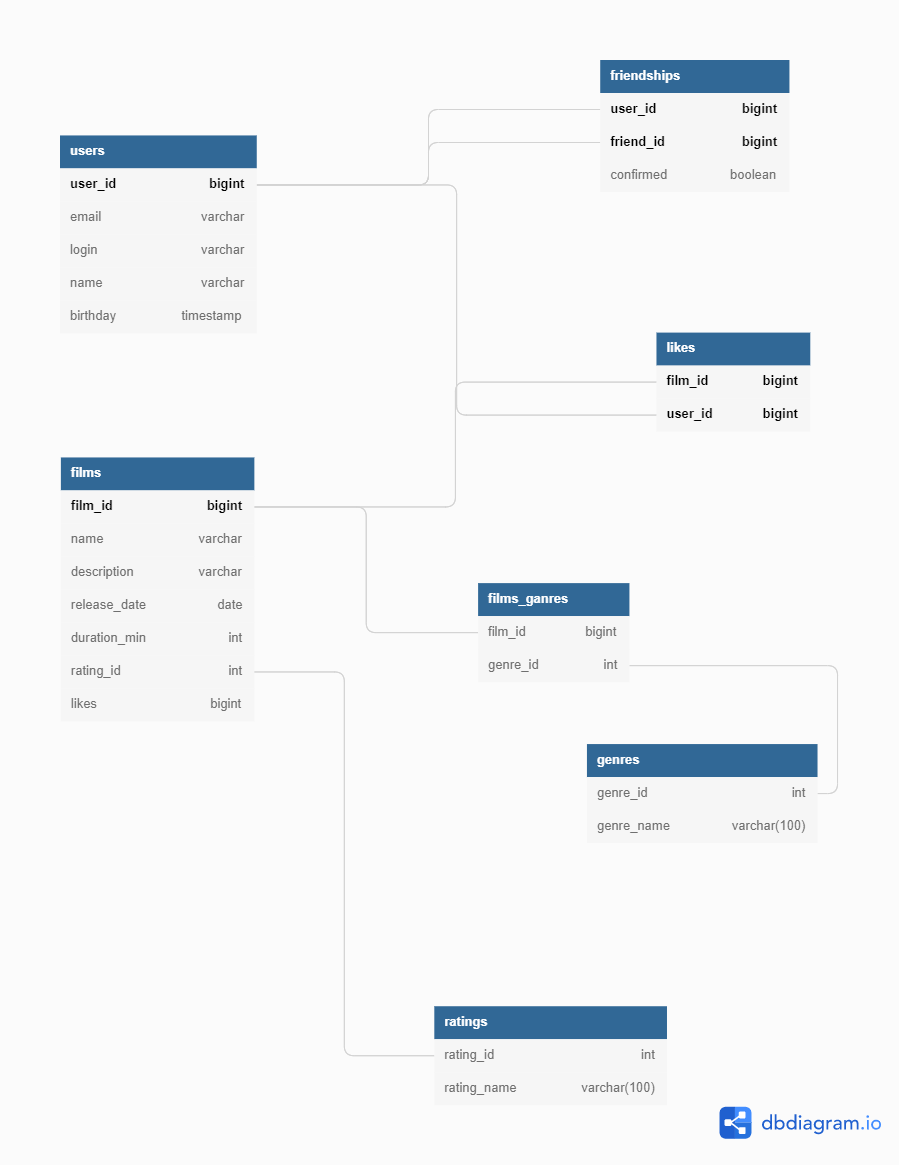 friendships
user_id bigint
friend_id bigint
confirmed boolean
users
user_id bigint
email varchar
login varchar
name varchar
birthday timestamp
likes
film_id bigint
user_id bigint
films
film_id bigint
name varchar
description varchar
release_date date
duration_min int
rating_id int
likes bigint
films_ganres
film_id bigint
genre_id int
genres
genre_id int
genre_name varchar(100)
ratings
rating_id int
rating_name varchar(100)
dbdiagram.io